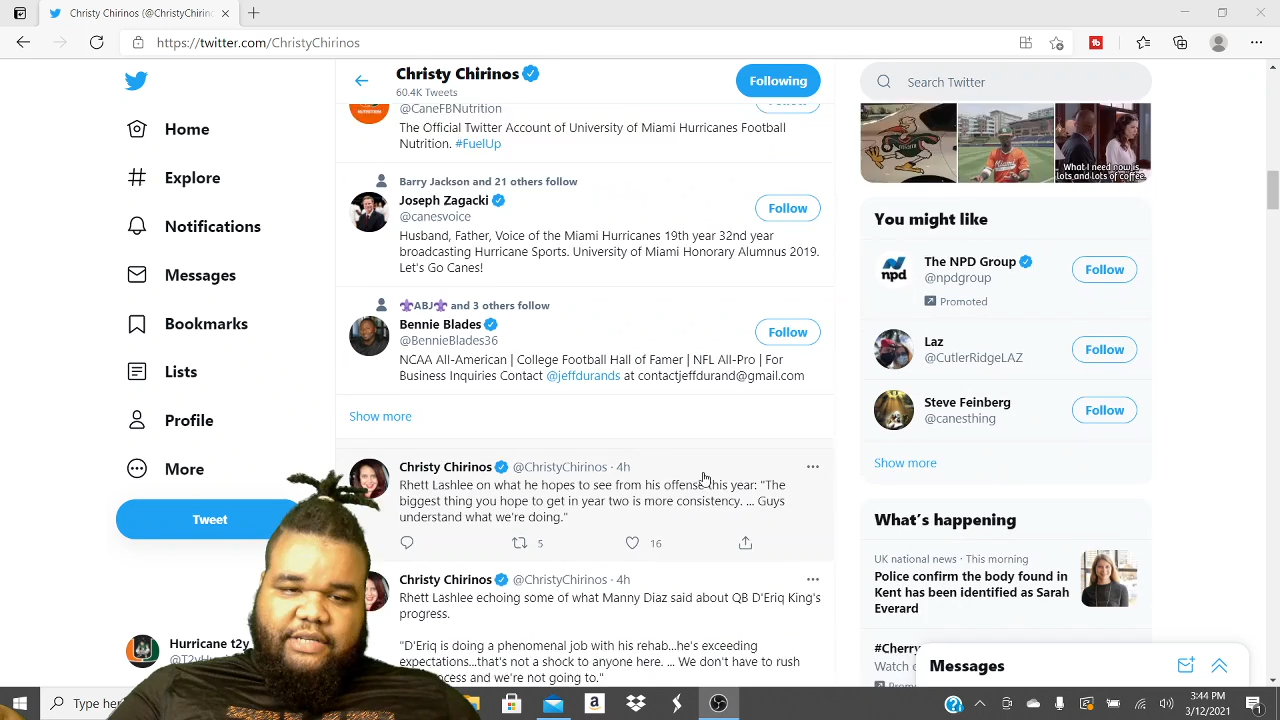 Christy Chirinos (@ChristyChirin
https://twitter.com/ChristyChirinos
Christy Chirinos
60.4K Tweets
Following
Search Twitter
Home
Explore
Notifications
Messages
Bookmarks
Lists
Profile
More
Tweet
Hurricane t2y
@CaneFBNutrition
The Official Twitter Account of University of Miami Hurricanes Football
Nutrition. #FuelUp
Barry Jackson and 21 others follow
Joseph Zagacki
@canesvoice
Follow
Husband, Father, Voice of the Miami Hurricanes 19th year 32nd year
broadcasting Hurricane Sports. University of Miami Honorary Alumnus 2019.
Let's Go Canes!
⚜ABJ⚜ and 3 others follow
Bennie Blades
@BennieBlades36
Follow
NCAA All-American | College Football Hall of Famer | NFL All-Pro | For
Business Inquiries Contact @jeffdurands at contactjeffdurand@gmail.com
Show more
Christy Chirinos @ChristyChirinos · 4h
Rhett Lashlee on what he hopes to see from his offense this year: "The
biggest thing you hope to get in year two is more consistency. ... Guys
understand what we're doing."
5
16
Christy Chirinos @ChristyChirinos · 4h
Rhett Lashlee echoing some of what Manny Diaz said about QB D'Eriq King's
progress.
"D'Eriq is doing a phenomenal job with his rehab...he's exceeding
expectations...that's not a shock to anyone here. ... We don't have to rush
and we're not going to."
What I need now is
lots and lots of coffee.
You might like
The NPD Group
@npdgroup
Promoted
Follow
npd
Laz
@CutlerRidgeLAZ
Follow
Steve Feinberg
@canesthing
Follow
Show more
What's happening
UK national news · This morning
Police confirm the body found in
Kent has been identified as Sarah
Everard
#Cherry
Watch
Messages
Type her
3:44 PM
3/12/2021